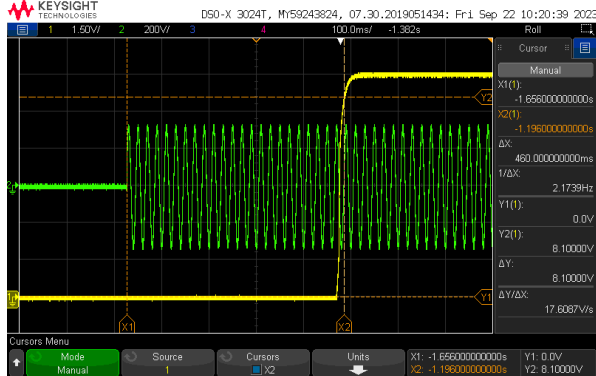 KEYSIGHT
TECHNOLOGIES
DSO-X 3024T, MY59243824, 07.30.2019051434: Fri Sep 22 10:20:39 2023
1 1.50V/ 2 200V/ 3 4 100.0ms/ -1.382s Roll
Cursor
Manual
X1(1):
-1.656000000000s
X2(1):
-1.196000000000s
ΔX:
460.000000000ms
1/ΔX:
2.1739Hz
Y1(1):
0.0V
Y2(1):
8.10000V
ΔY:
8.10000V
ΔY/ΔX:
17.6087V/s
Y2
2
1
Y1
X1 X2
Cursors Menu
Mode Source Cursors Units
Manual 1 X2
X1: -1.656000000000s Y1: 0.0V
X2: -1.196000000000s Y2: 8.10000V